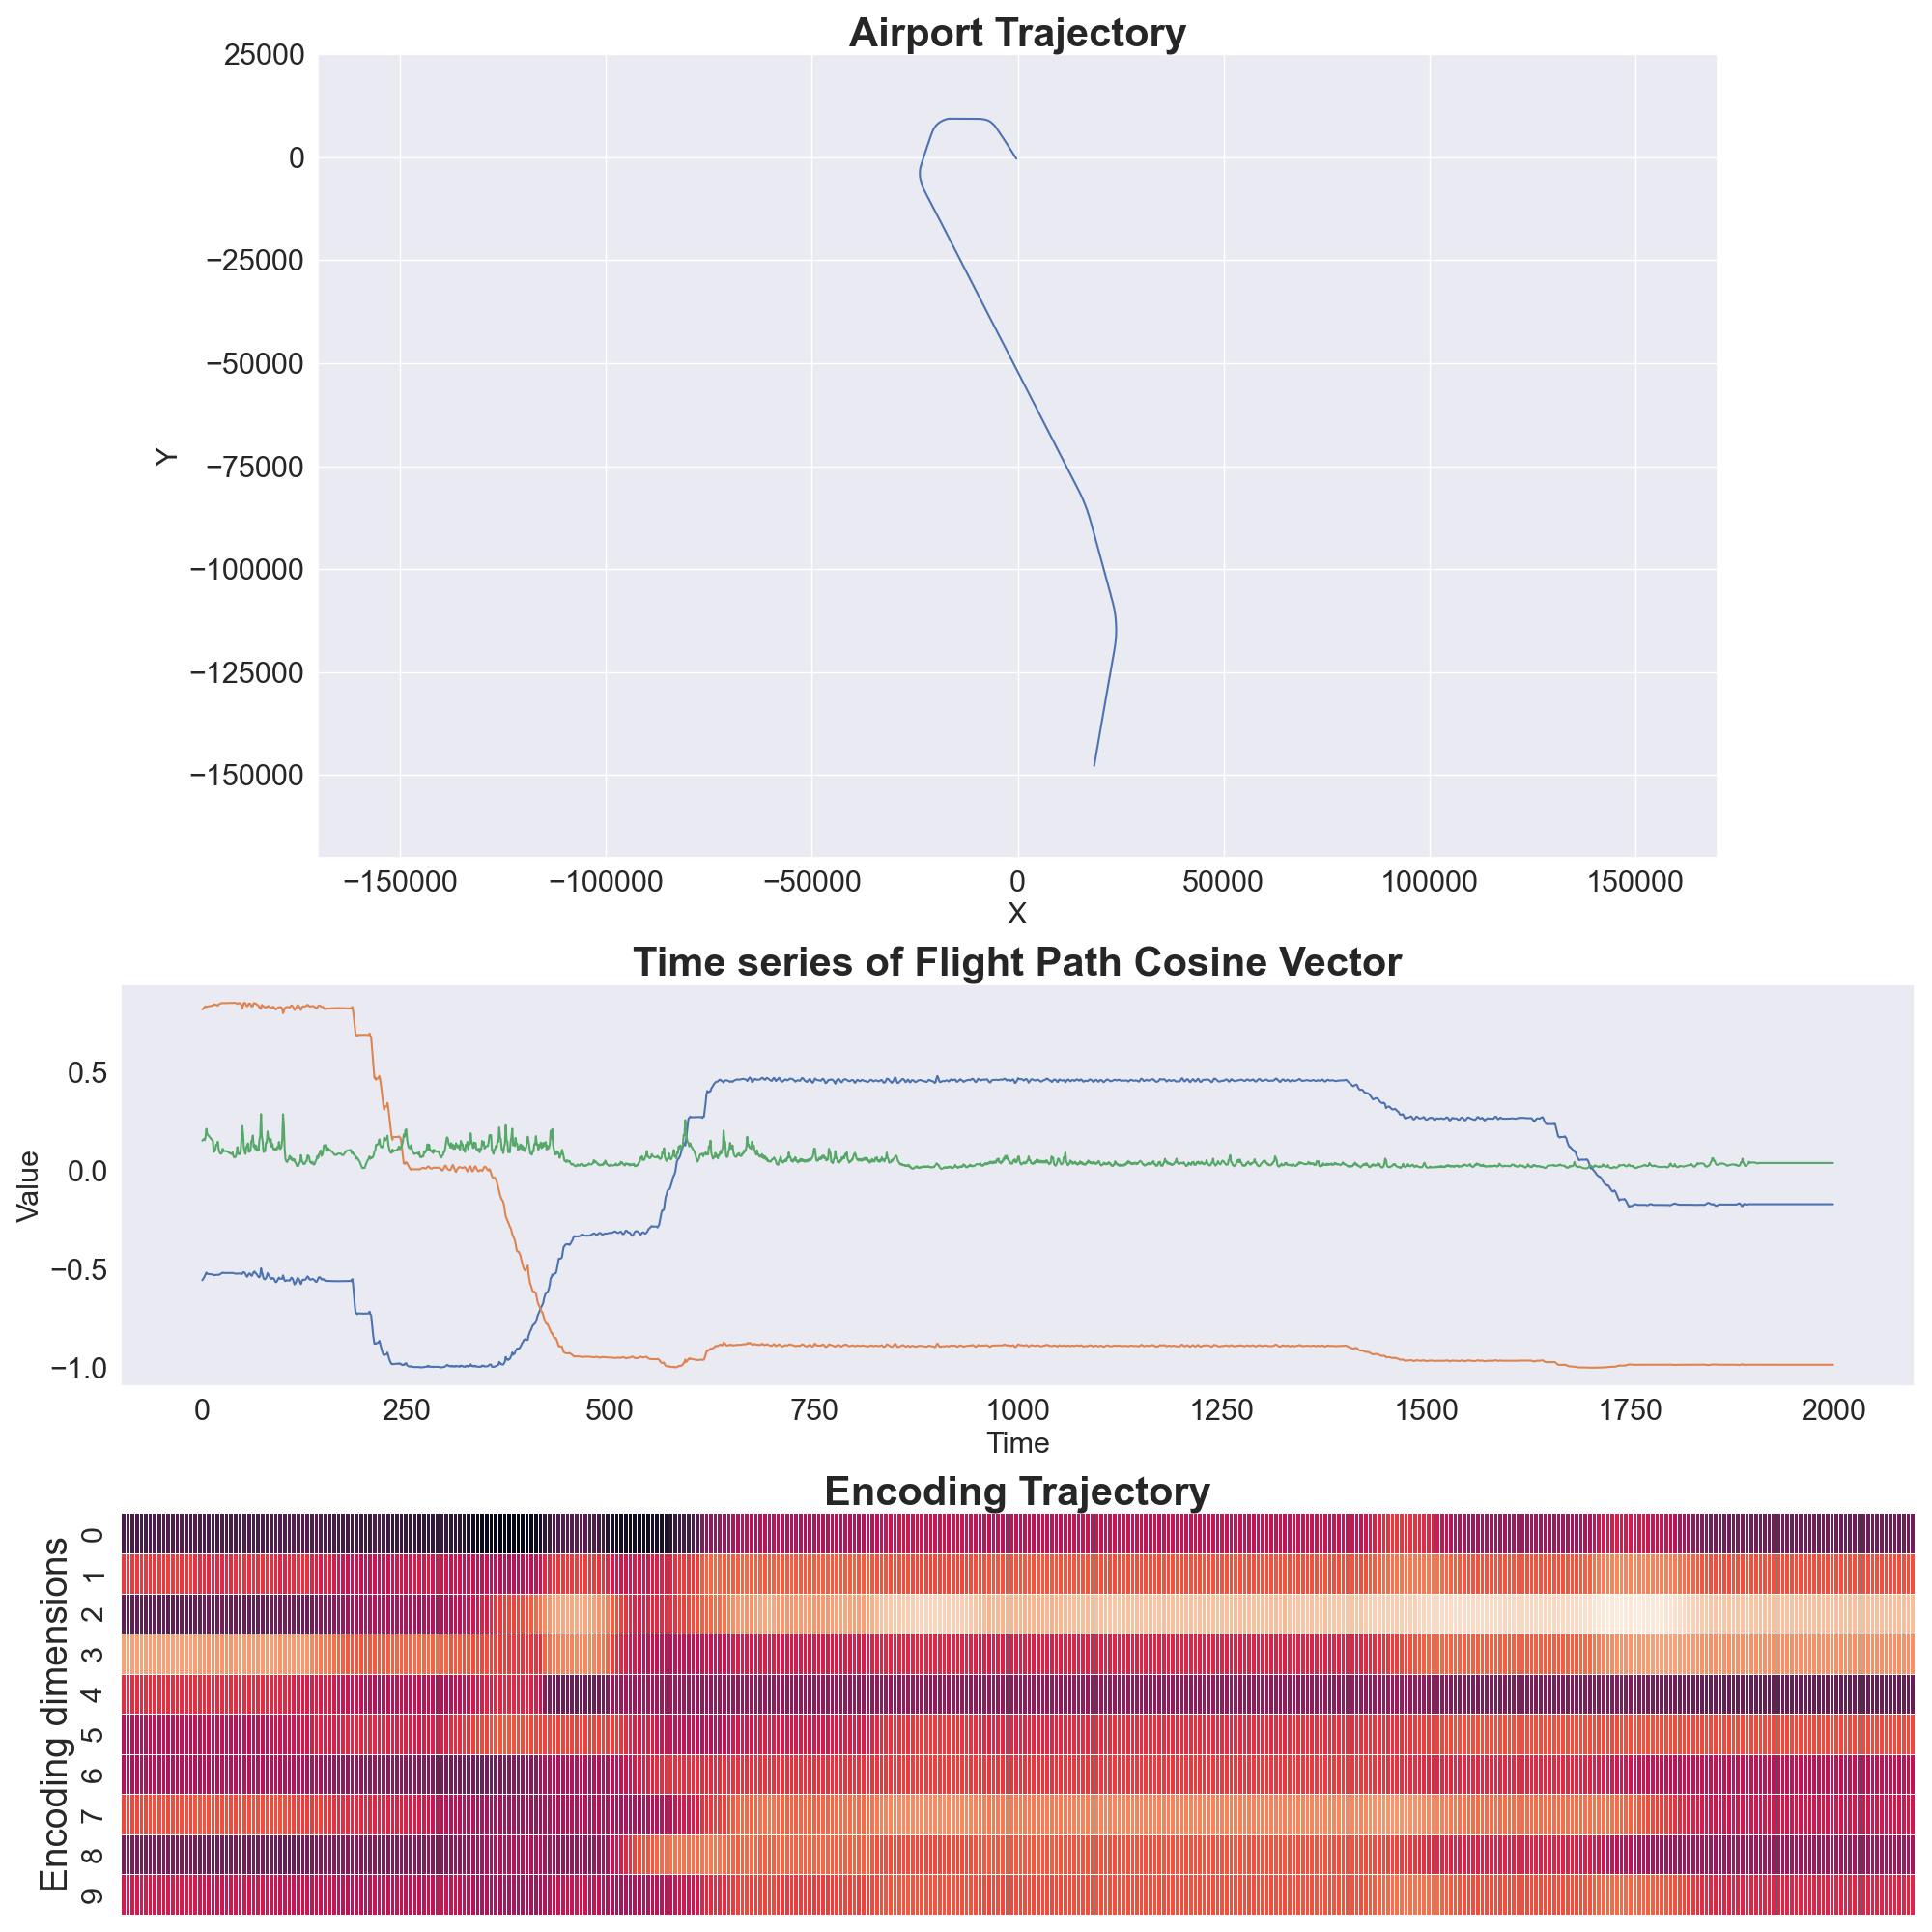 Airport Trajectory
25000
0
−25000
−50000
−75000
−100000
−125000
−150000
Y
−150000 −100000 −50000 0 50000 100000 150000
X
Time series of Flight Path Cosine Vector
0.5
0.0
−0.5
−1.0
Value
0 250 500 750 1000 1250 1500 1750 2000
Time
Encoding Trajectory
Encoding dimensions
0
1
2
3
4
5
6
7
8
9